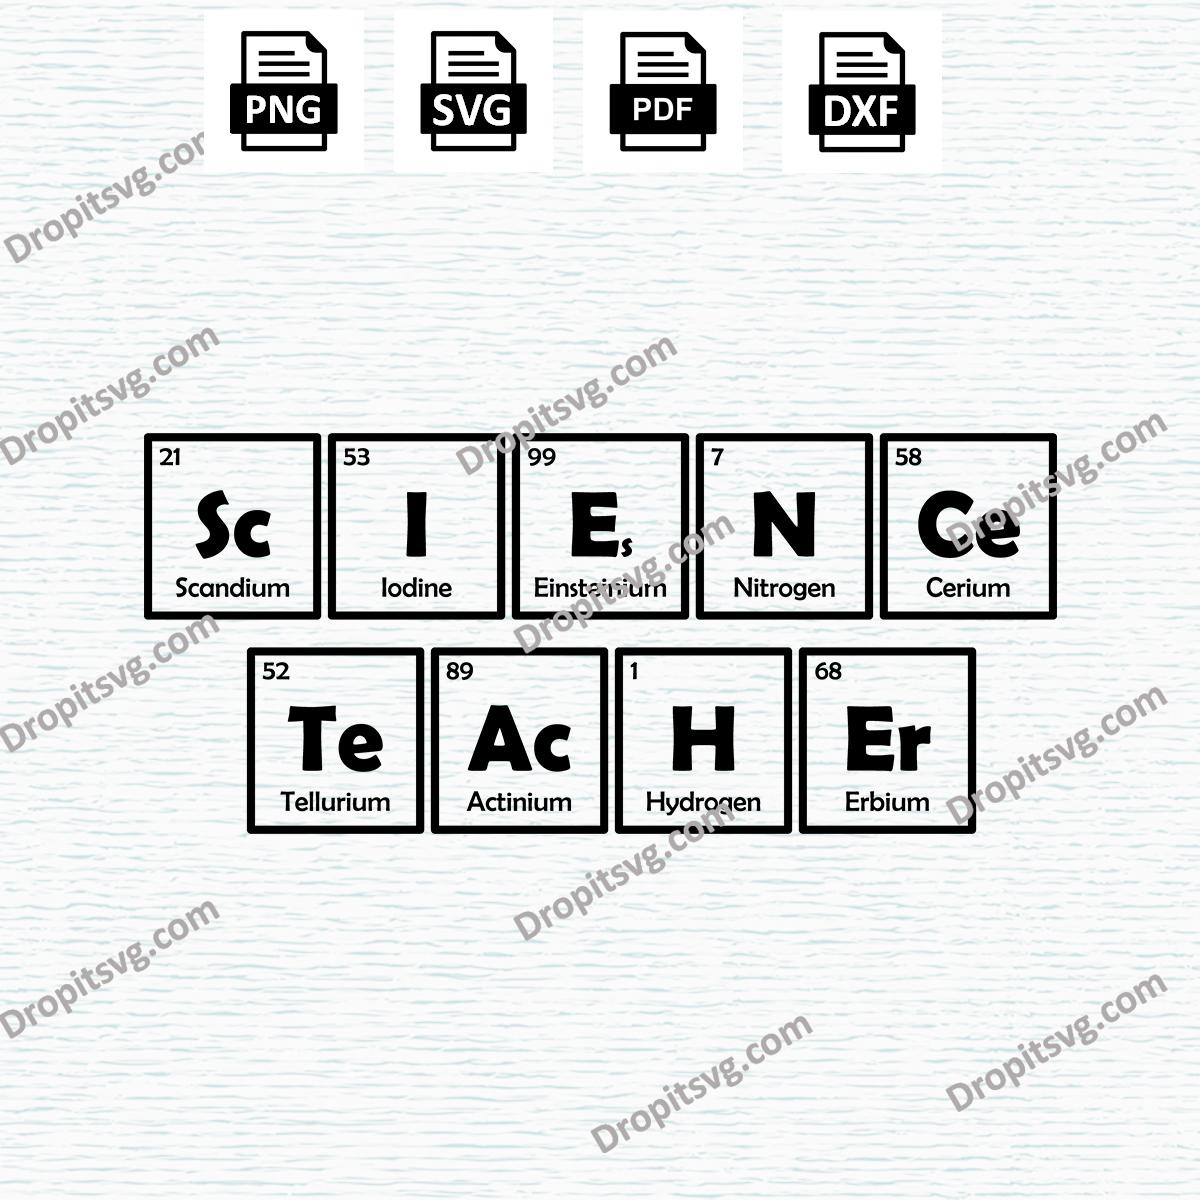 PNG SVG PDF DXF
Dropitsvg.com
Dropitsvg.com
Dropitsvg.com
Dropitsvg.com
21 53 99 7 58
Sc I Es N Ce
Scandium Iodine Einsteinium Nitrogen Cerium
Dropitsvg.com
Dropitsvg.com
52 89 1 68
Te Ac H Er
Tellurium Actinium Hydrogen Erbium
Dropitsvg.com
Dropitsvg.com
Dropitsvg.com
Dropitsvg.com
Dropitsvg.com